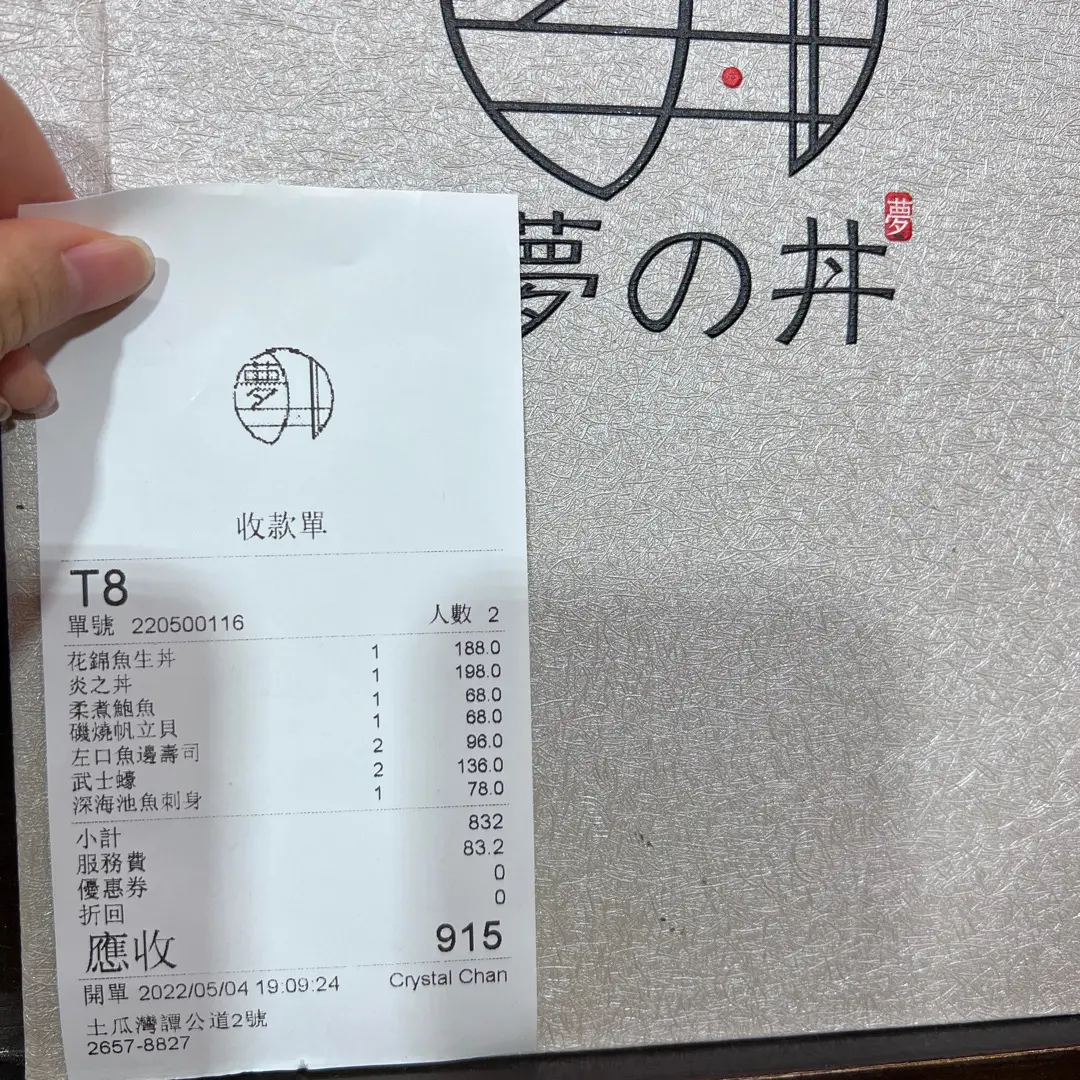 夢の丼
夢
夢
收款單
T8
單號 220500116 人數 2
花錦魚生丼 1 188.0
炎之丼 1 198.0
柔煮鮑魚 1 68.0
磯燒帆立貝 1 68.0
左口魚邊壽司 2 96.0
武士蠔 2 136.0
深海池魚刺身 1 78.0
小計 832
服務費 83.2
優惠券 0
折回 0
應收 915
開單 2022/05/04 19:09:24 Crystal Chan
土瓜灣譚公道2號
2657-8827